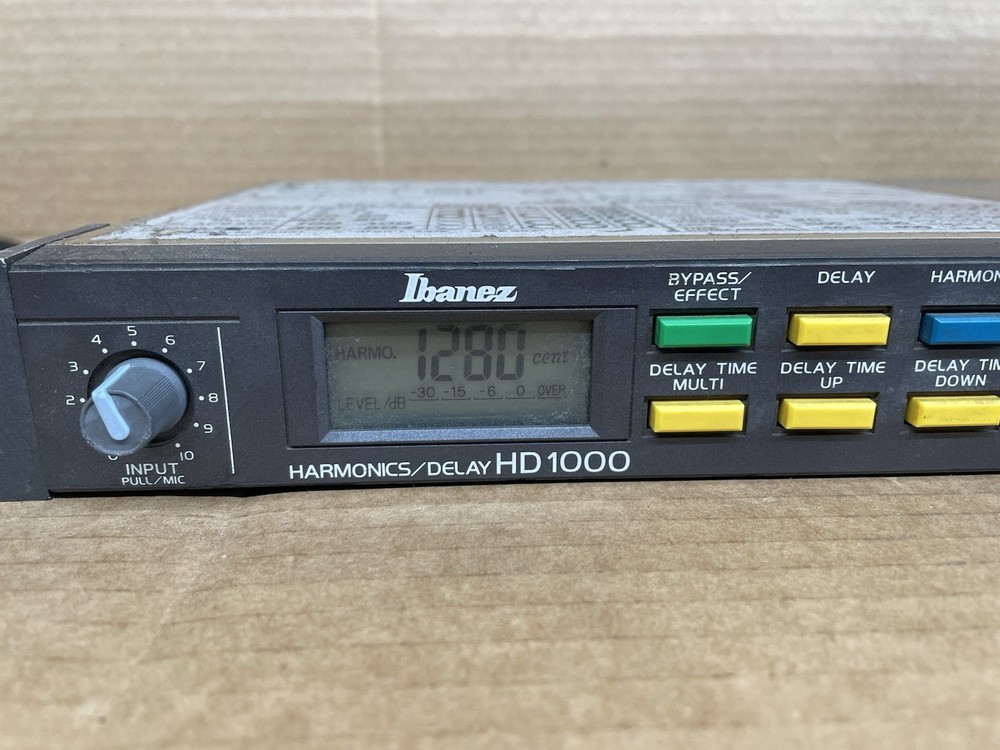 Ibanez
BYPASS/
EFFECT
DELAY
HARMON
HARMO. 1280 cent
-30 -15 -6 0 OVER
LEVEL/dB
DELAY TIME
MULTI
DELAY TIME
UP
DELAY TIM
DOWN
2 3 4 5 6 7 8 9 10
INPUT
PULL/MIC
HARMONICS/DELAY HD1000